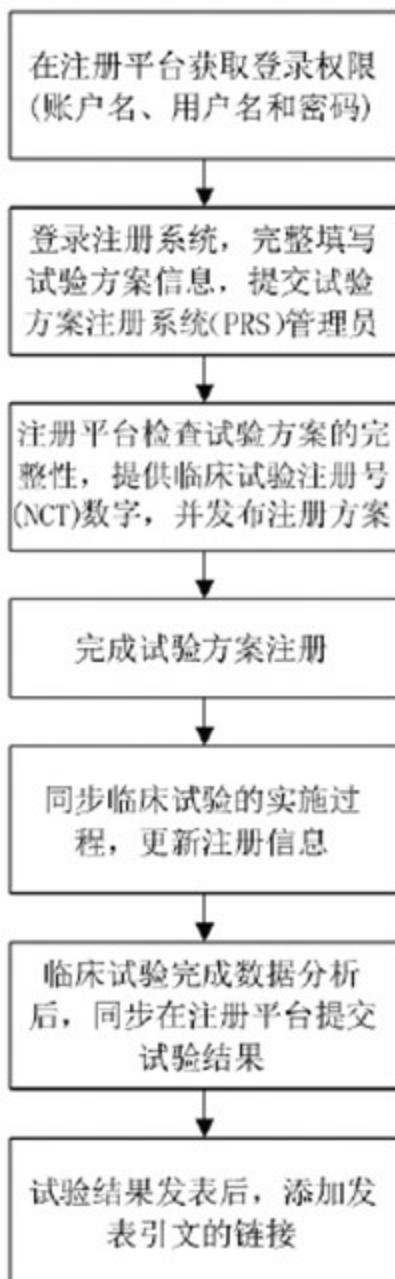 在注册平台获取登录权限
(账户名、用户名和密码)
登录注册系统，完整填写
试验方案信息，提交试验
方案注册系统(PRS)管理员
注册平台检查试验方案的完
整性，提供临床试验注册号
(NCT)数字，并发布注册方案
完成试验方案注册
同步临床试验的实施过
程，更新注册信息
临床试验完成数据分析
后，同步在注册平台提交
试验结果
试验结果发表后，添加发
表引文的链接